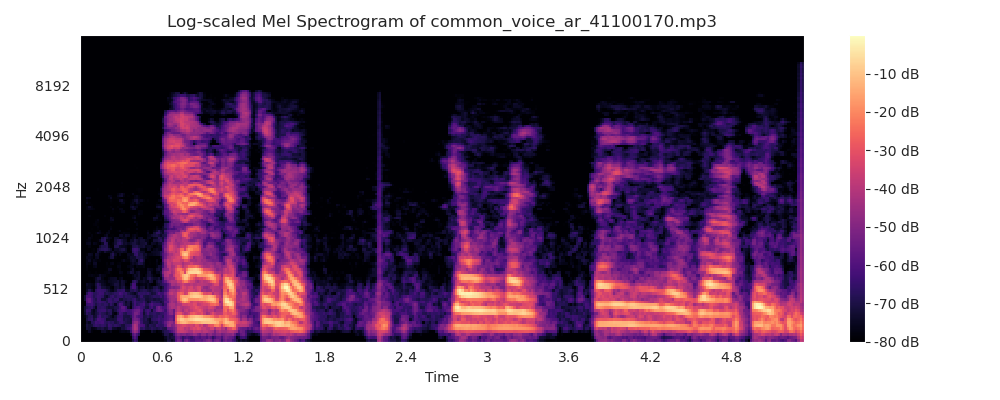 Log-scaled Mel Spectrogram of common_voice_ar_41100170.mp3
Hz
8192
4096
2048
1024
512
0
0 0.6 1.2 1.8 2.4 3 3.6 4.2 4.8
Time
-10 dB
-20 dB
-30 dB
-40 dB
-50 dB
-60 dB
-70 dB
-80 dB